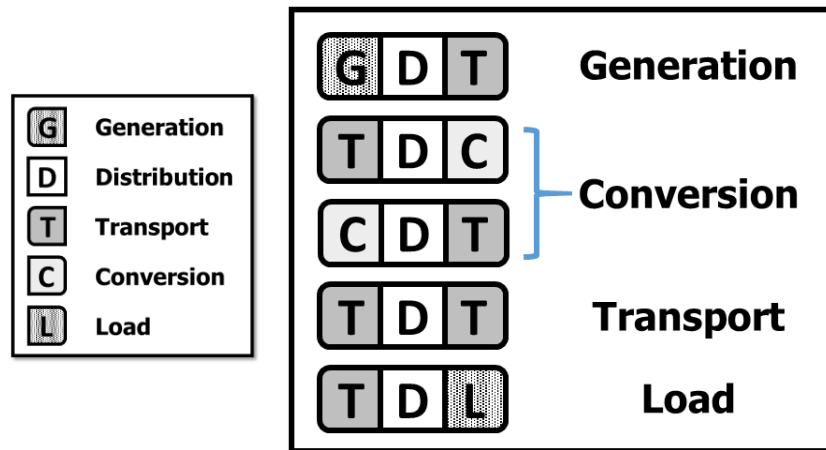 G Generation
D Distribution
T Transport
C Conversion
L Load
G D T Generation
T D C
Conversion
C D T
T D T Transport
T D L Load